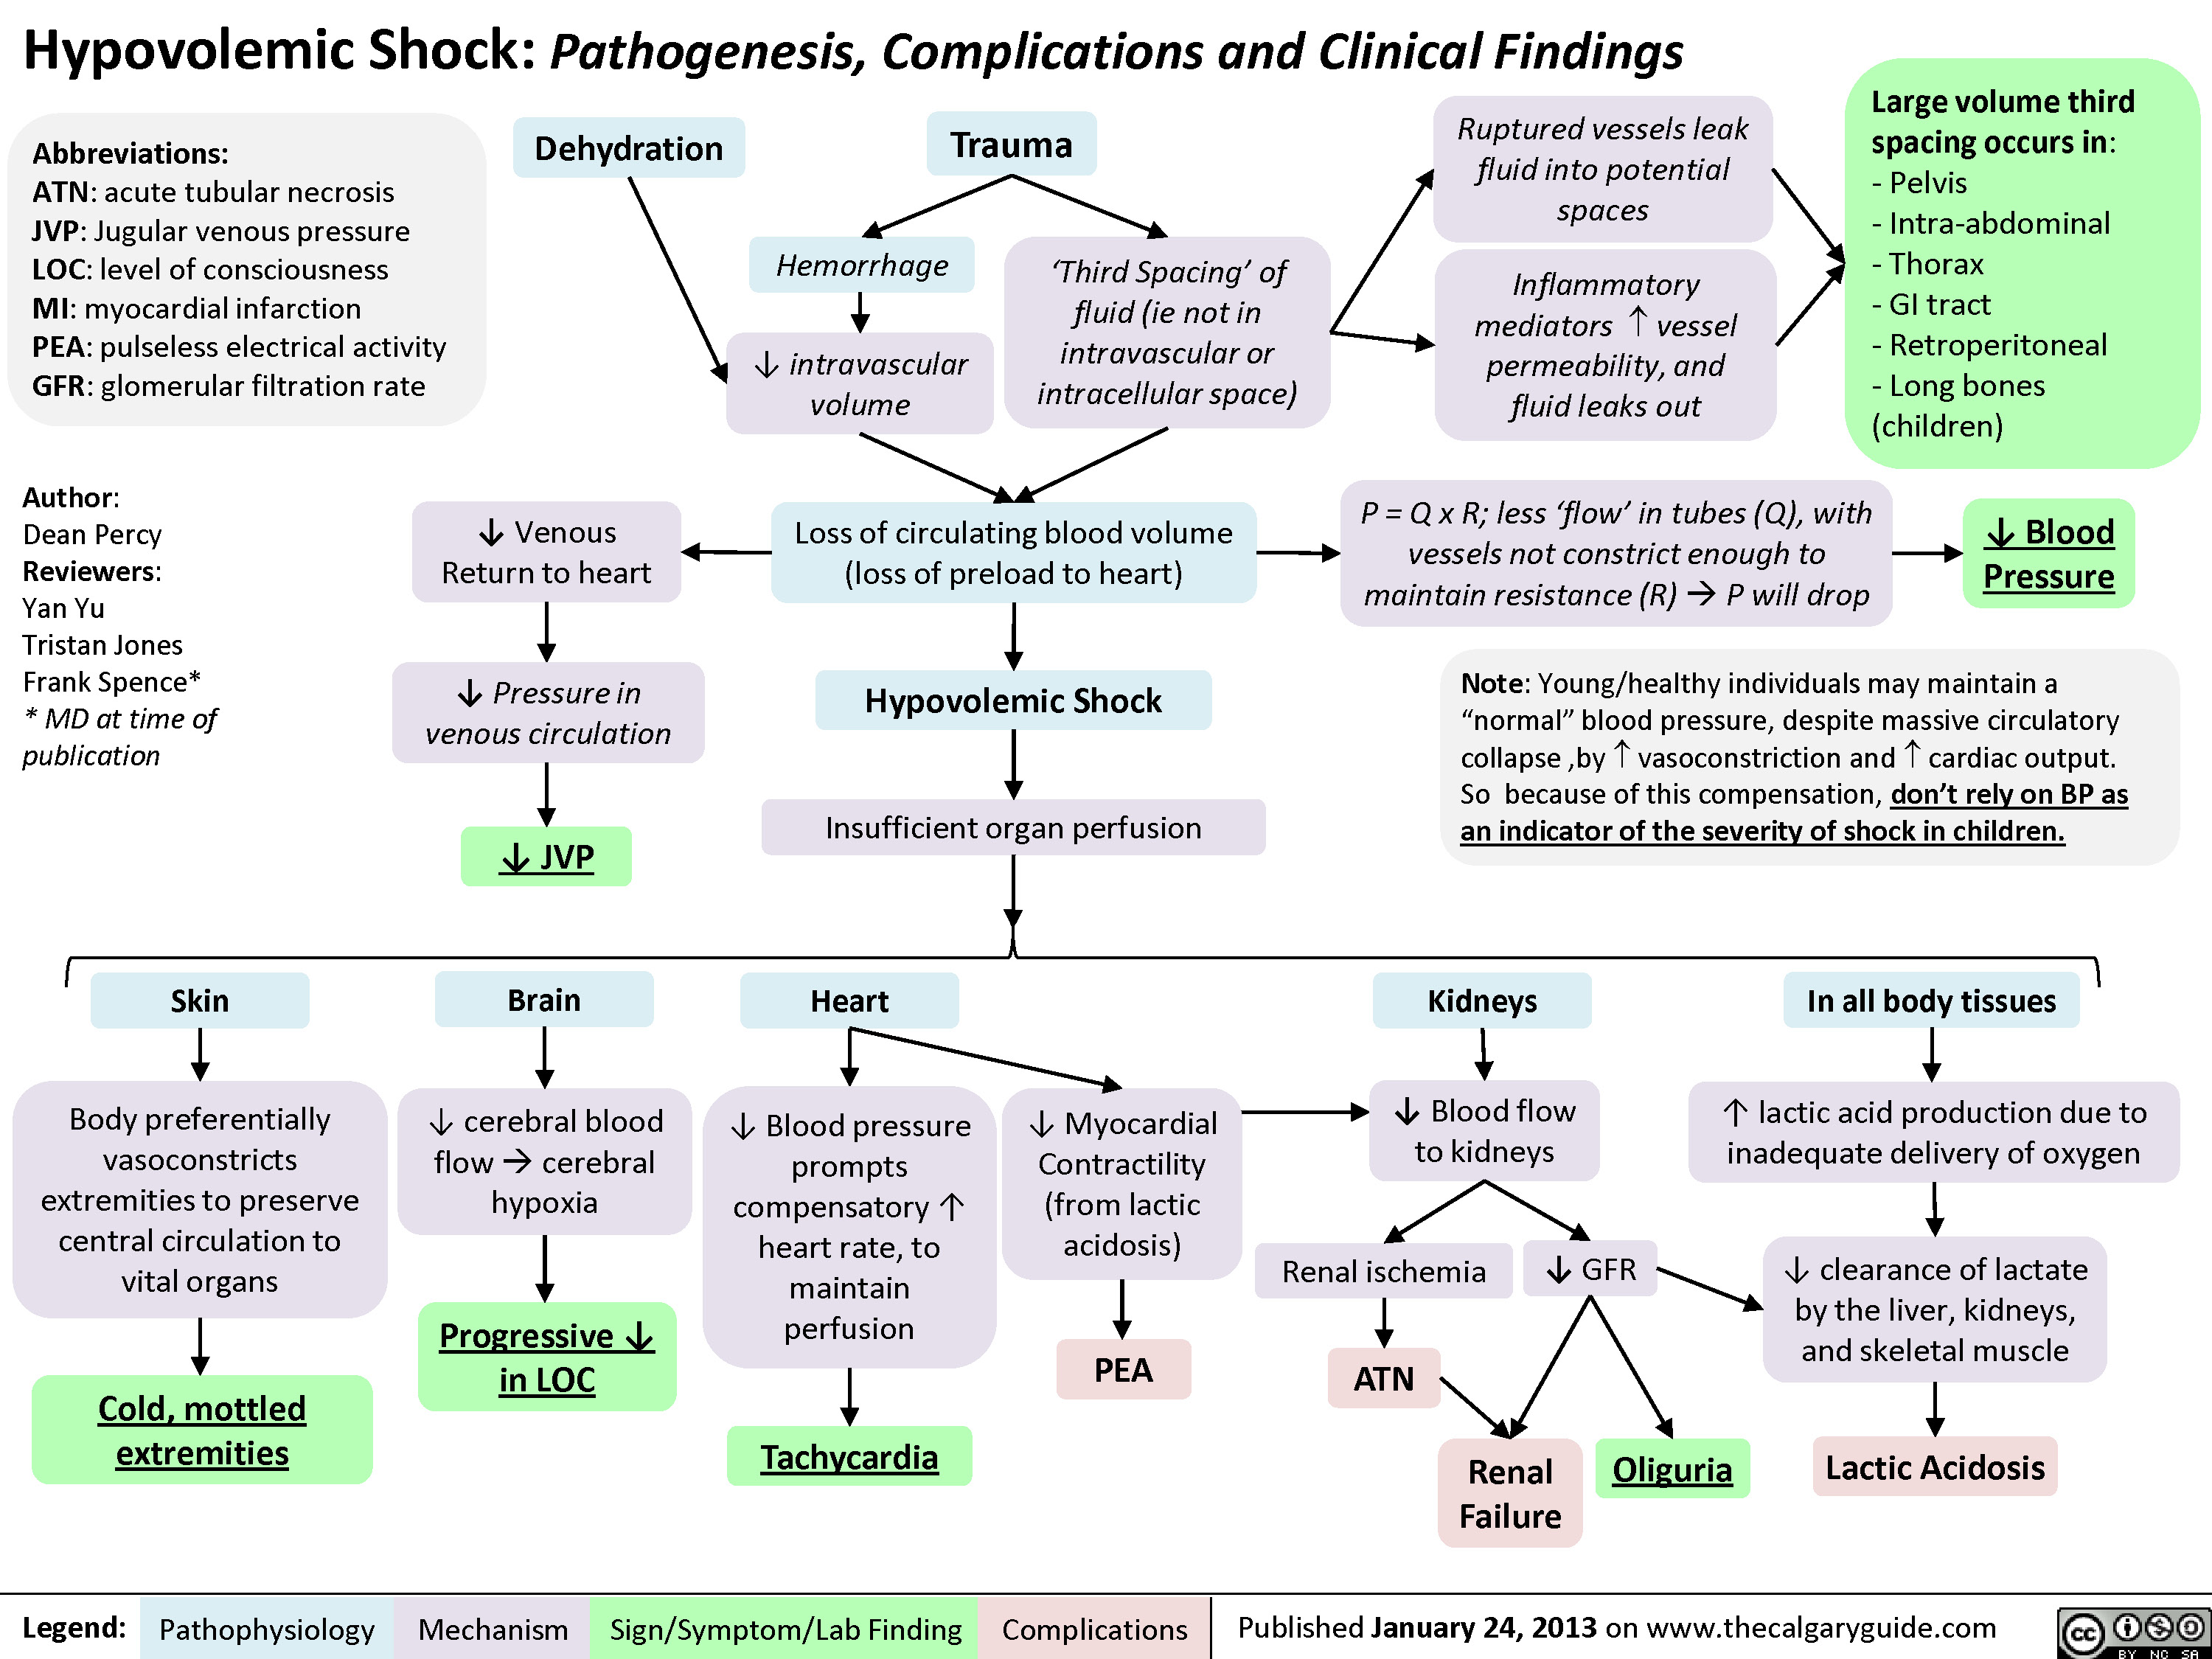 Hypovolemic Shock: Pathogenesis, Complications and Clinical Findings
Abbreviations:
ATN: acute tubular necrosis
JVP: Jugular venous pressure
LOC: level of consciousness
MI: myocardial infarction
PEA: pulseless electrical activity
GFR: glomerular filtration rate
Author:
Dean Percy
Reviewers:
Yan Yu
Tristan Jones
Frank Spence*
* MD at time of
publication
Dehydration
Trauma
Hemorrhage
↓ intravascular
volume
‘Third Spacing’ of
fluid (ie not in
intravascular or
intracellular space)
Ruptured vessels leak
fluid into potential
spaces
Inflammatory
mediators ↑ vessel
permeability, and
fluid leaks out
Large volume third
spacing occurs in:
- Pelvis
- Intra-abdominal
- Thorax
- GI tract
- Retroperitoneal
- Long bones
(children)
↓ Venous
Return to heart
Loss of circulating blood volume
(loss of preload to heart)
P = Q x R; less ‘flow’ in tubes (Q), with
vessels not constrict enough to
maintain resistance (R) → P will drop
↓ Blood
Pressure
↓ Pressure in
venous circulation
↓ JVP
Hypovolemic Shock
Insufficient organ perfusion
Note: Young/healthy individuals may maintain a
“normal” blood pressure, despite massive circulatory
collapse ,by ↑ vasoconstriction and ↑ cardiac output.
So because of this compensation, don’t rely on BP as
an indicator of the severity of shock in children.
Skin
Body preferentially
vasoconstricts
extremities to preserve
central circulation to
vital organs
Cold, mottled
extremities
Brain
↓ cerebral blood
flow → cerebral
hypoxia
Progressive ↓
in LOC
Heart
↓ Blood pressure
prompts
compensatory ↑
heart rate, to
maintain
perfusion
Tachycardia
↓ Myocardial
Contractility
(from lactic
acidosis)
PEA
Kidneys
↓ Blood flow
to kidneys
Renal ischemia
↓ GFR
ATN
Renal
Failure
Oliguria
In all body tissues
↑ lactic acid production due to
inadequate delivery of oxygen
↓ clearance of lactate
by the liver, kidneys,
and skeletal muscle
Lactic Acidosis
Legend:
Pathophysiology
Mechanism
Sign/Symptom/Lab Finding
Complications
Published January 24, 2013 on www.thecalgaryguide.com
cc
BY NC SA